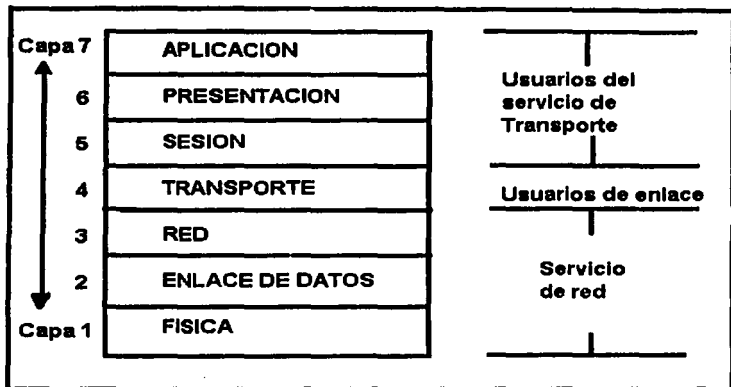 Capa 7 APLICACION
6 PRESENTACION
5 SESION
4 TRANSPORTE
3 RED
2 ENLACE DE DATOS
Capa 1 FISICA
Usuarios del
servicio de
Transporte
Usuarios de enlace
Servicio
de red